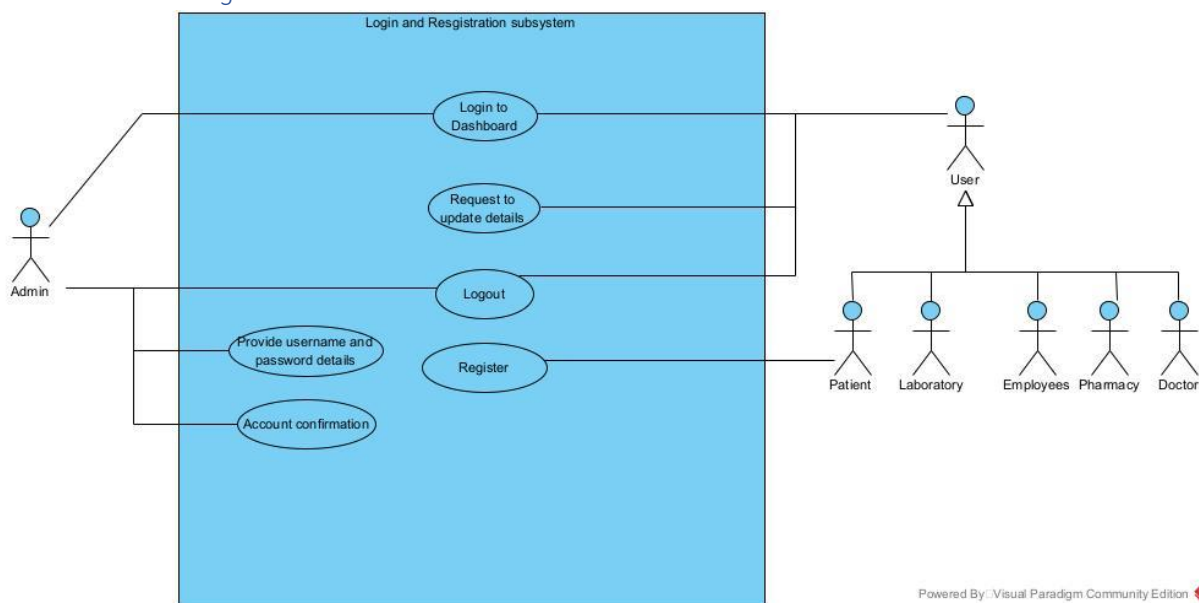 Login and Resgistration subsystem
Login to
Dashboard
User
Request to
update details
Admin
Logout
Provide username and
password details
Register
Patient
Laboratory
Employees
Pharmacy
Doctor
Account confirmation
Powered By Visual Paradigm Community Edition